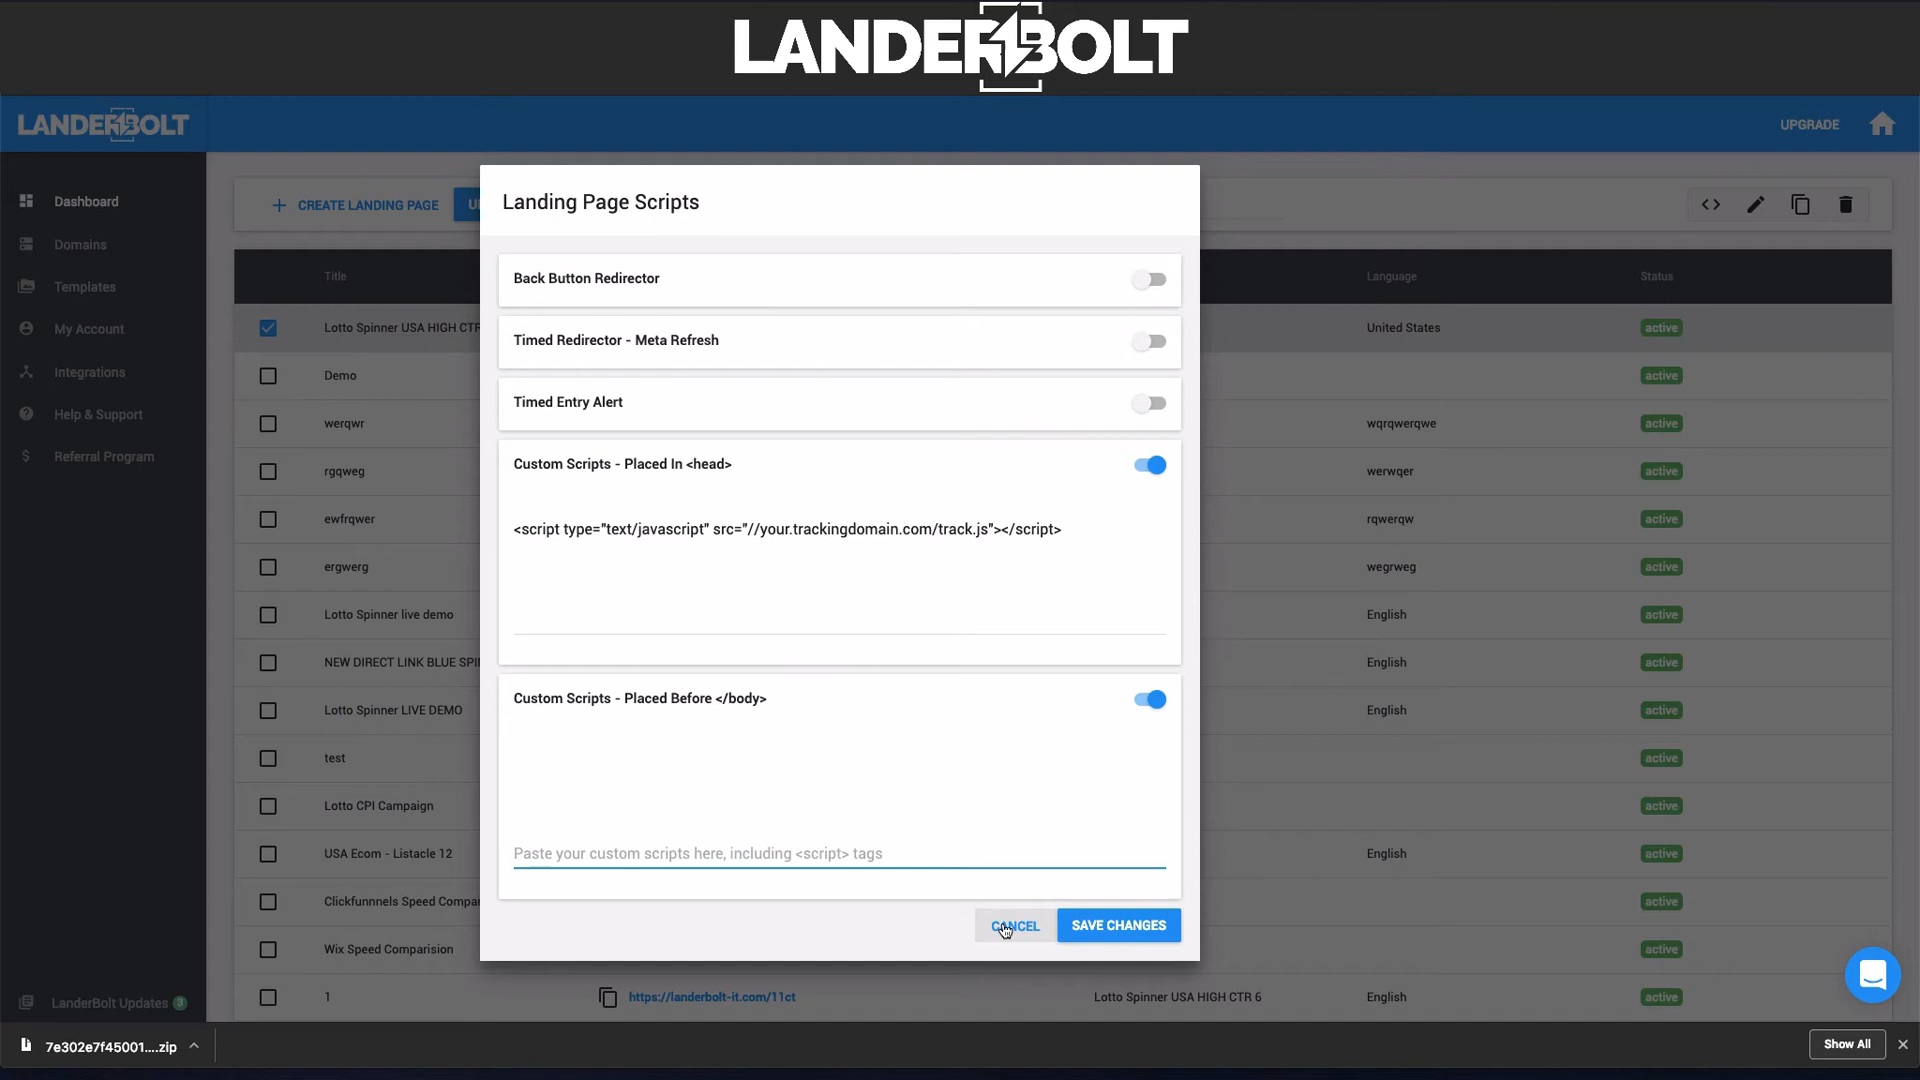 LANDERBOLT
LANDERBOLT
UPGRADE
Dashboard
Domains
Templates
My Account
Integrations
Help & Support
Referral Program
LanderBolt Updates 3
CREATE LANDING PAGE
Title
Language
Status
Lotto Spinner USA HIGH CTR
United States
active
Demo
active
werqwr
wqrqwerqwe
active
rgqweg
werwqer
active
ewfrqwer
rqwerqw
active
ergwerg
wegrweg
active
Lotto Spinner live demo
English
active
NEW DIRECT LINK BLUE
English
active
Lotto Spinner LIVE DEMO
English
active
test
active
Lotto CPI Campaign
active
USA Ecom - Listacle 12
English
active
Clickfunnnels Speed
active
Wix Speed Comparision
active
1
https://landerbolt-it.com/11ct
Lotto Spinner USA HIGH CTR 6
English
active
Landing Page Scripts
Back Button Redirector
Timed Redirector - Meta Refresh
Timed Entry Alert
Custom Scripts - Placed In <head>
<script type="text/javascript" src="//your.trackingdomain.com/track.js"></script>
Custom Scripts - Placed Before </body>
Paste your custom scripts here, including <script> tags
CANCEL
SAVE CHANGES
7e302e7f45001....zip
Show All